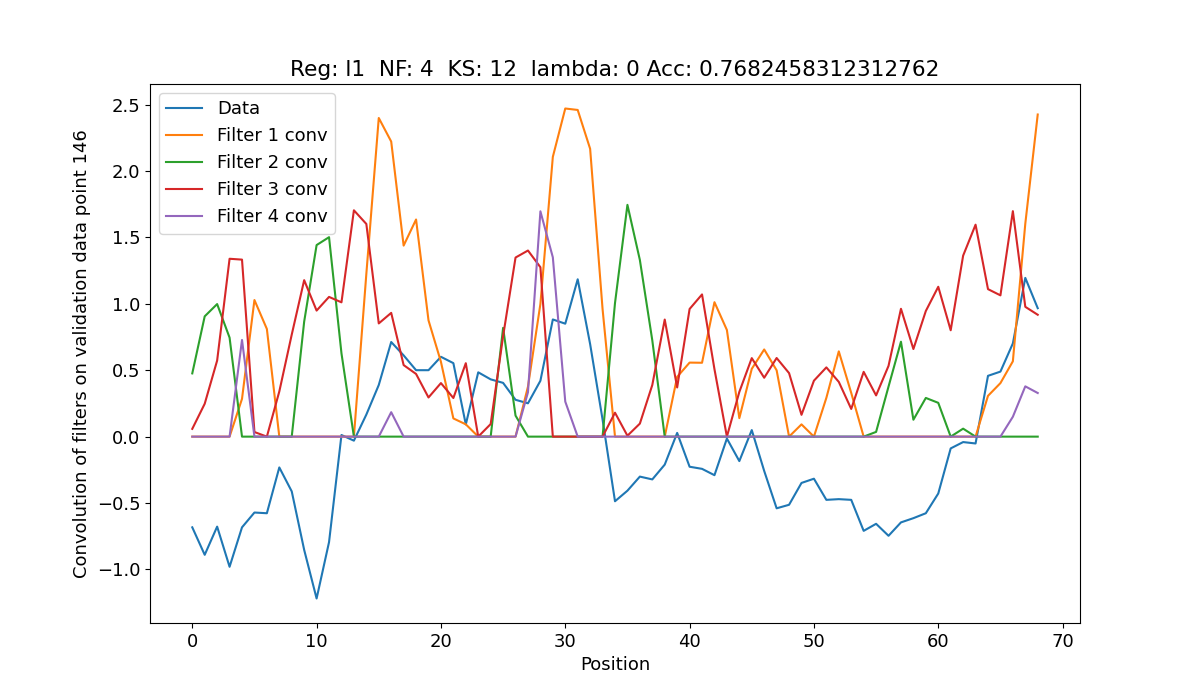 Reg: l1  NF: 4  KS: 12  lambda: 0 Acc: 0.7682458312312762
Data
Filter 1 conv
Filter 2 conv
Filter 3 conv
Filter 4 conv
Convolution of filters on validation data point 146
2.5
2.0
1.5
1.0
0.5
0.0
−0.5
−1.0
0 10 20 30 40 50 60 70
Position